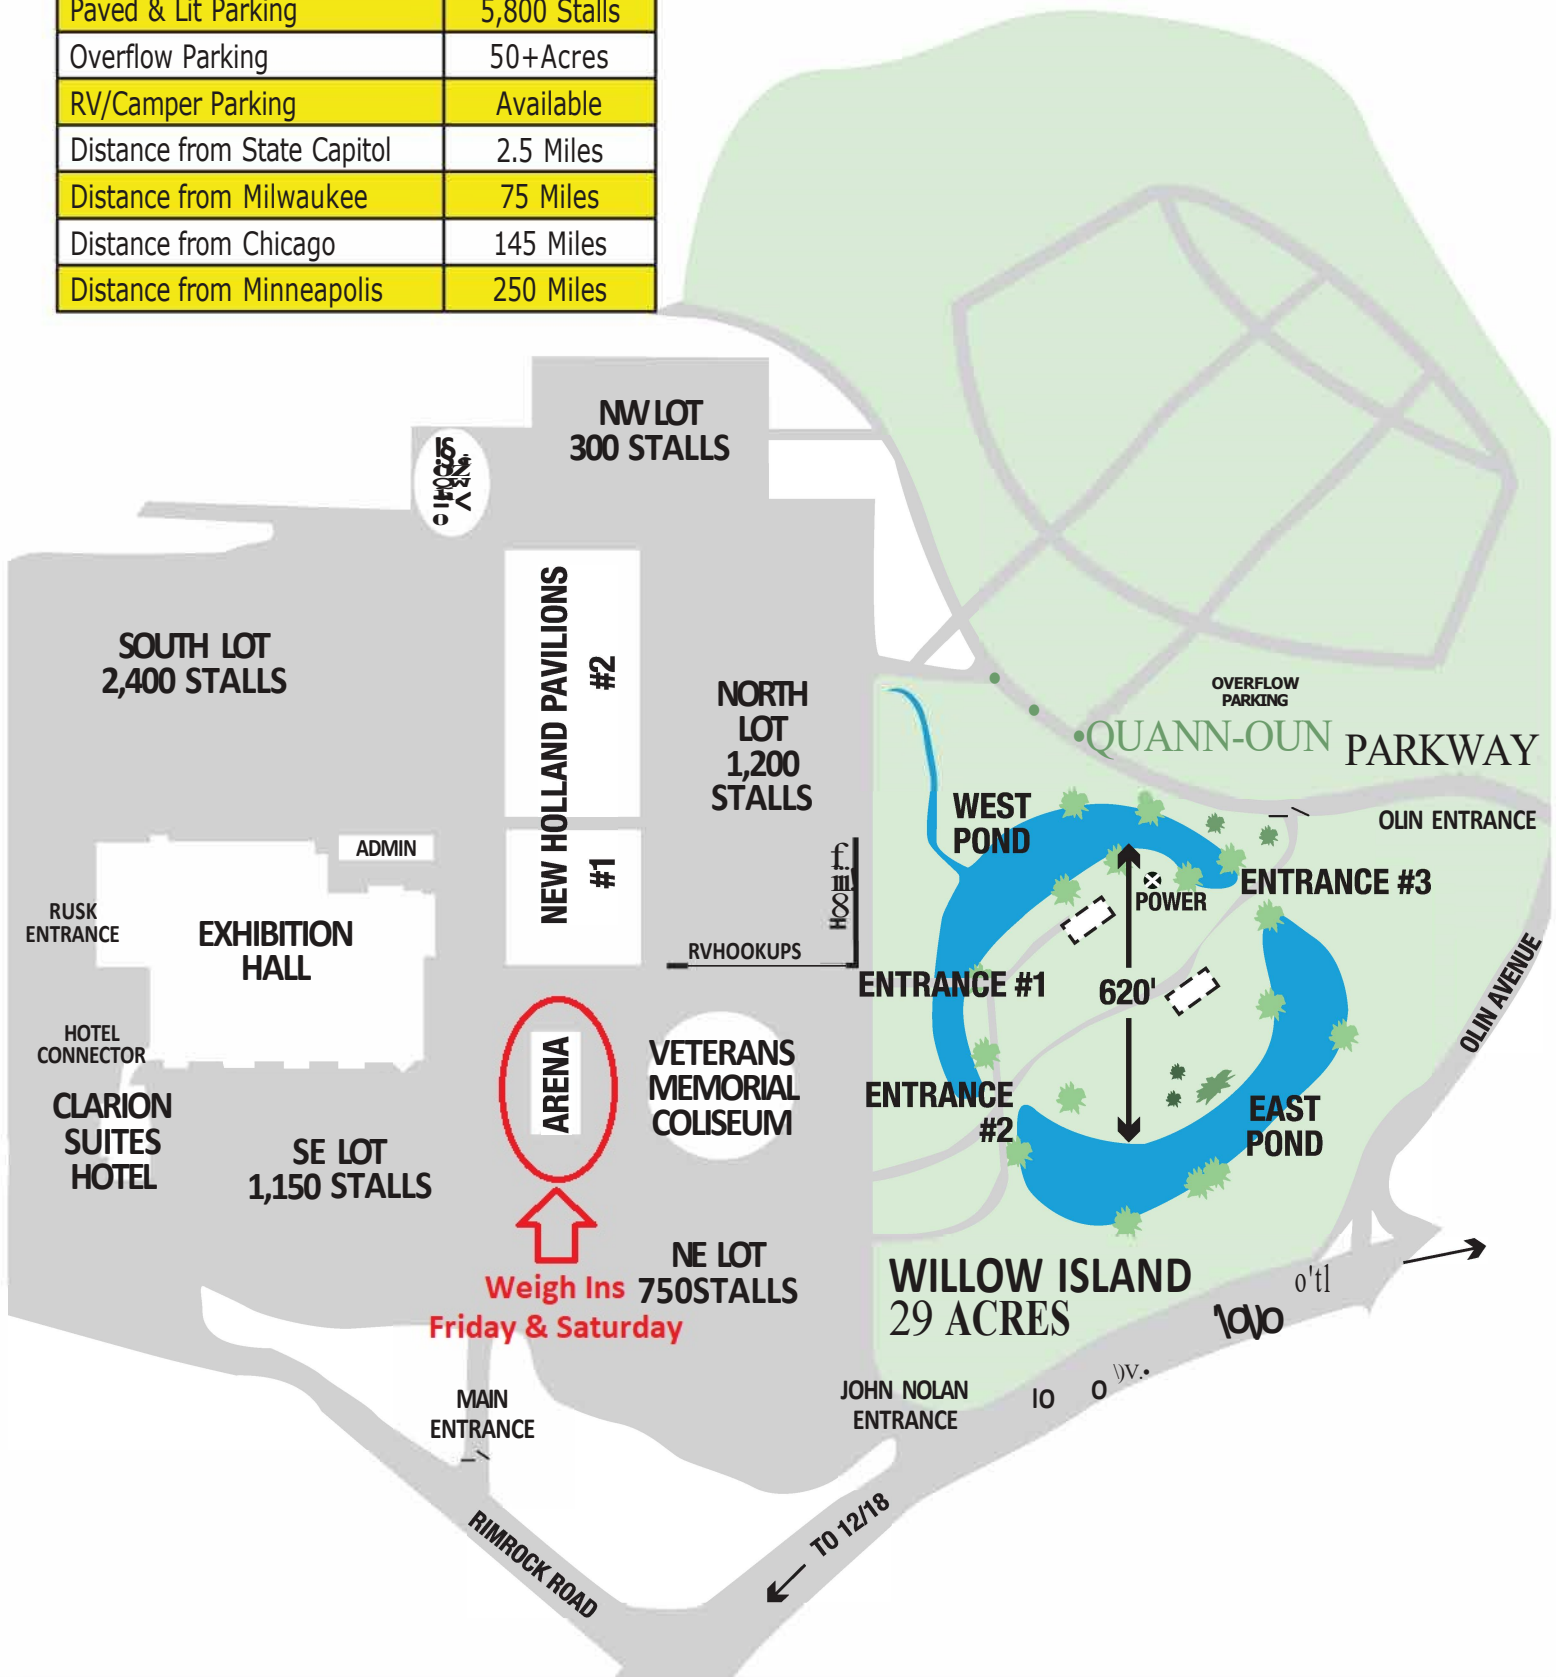 Paved & Lit Parking 5,800 Stalls
Overflow Parking 50+Acres
RV/Camper Parking Available
Distance from State Capitol 2.5 Miles
Distance from Milwaukee 75 Miles
Distance from Chicago 145 Miles
Distance from Minneapolis 250 Miles
NW LOT
300 STALLS
SOUTH LOT
2,400 STALLS
NEW HOLLAND PAVILIONS
#2
#1
NORTH
LOT
1,200
STALLS
OVERFLOW
PARKING
•QUANN-OUN PARKWAY
OLIN ENTRANCE
WEST
POND
ENTRANCE #3
POWER
ADMIN
RUSK
ENTRANCE
EXHIBITION
HALL
RVHOOKUPS
ENTRANCE #1
620'
OLIN AVENUE
HOTEL
CONNECTOR
ARENA
VETERANS
MEMORIAL
COLISEUM
CLARION
SUITES
HOTEL
ENTRANCE
#2
EAST
POND
SE LOT
1,150 STALLS
NE LOT
750STALLS
Weigh Ins
Friday & Saturday
WILLOW ISLAND
29 ACRES
o'tl
JOHN NOLAN
ENTRANCE
IO O \)V.•
MAIN
ENTRANCE
TO 12/18
RIMROCK ROAD